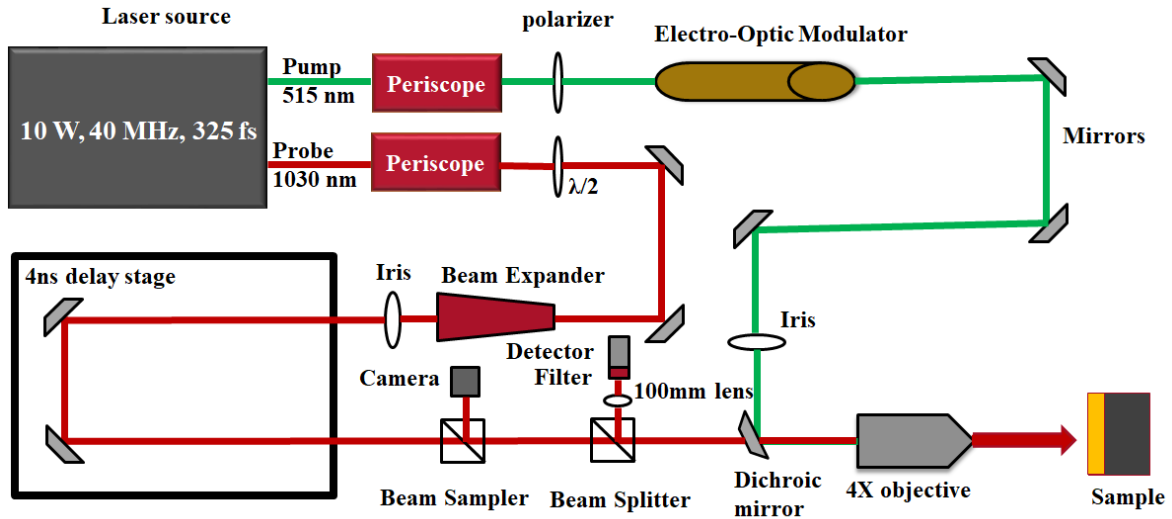 Laser source
polarizer
Electro-Optic Modulator
Pump
515 nm
Periscope
10 W, 40 MHz, 325 fs
Probe
1030 nm
Periscope
λ/2
Mirrors
4ns delay stage
Iris
Beam Expander
Iris
Detector
Filter
Camera
100mm lens
Beam Sampler
Beam Splitter
Dichroic
mirror
4X objective
Sample